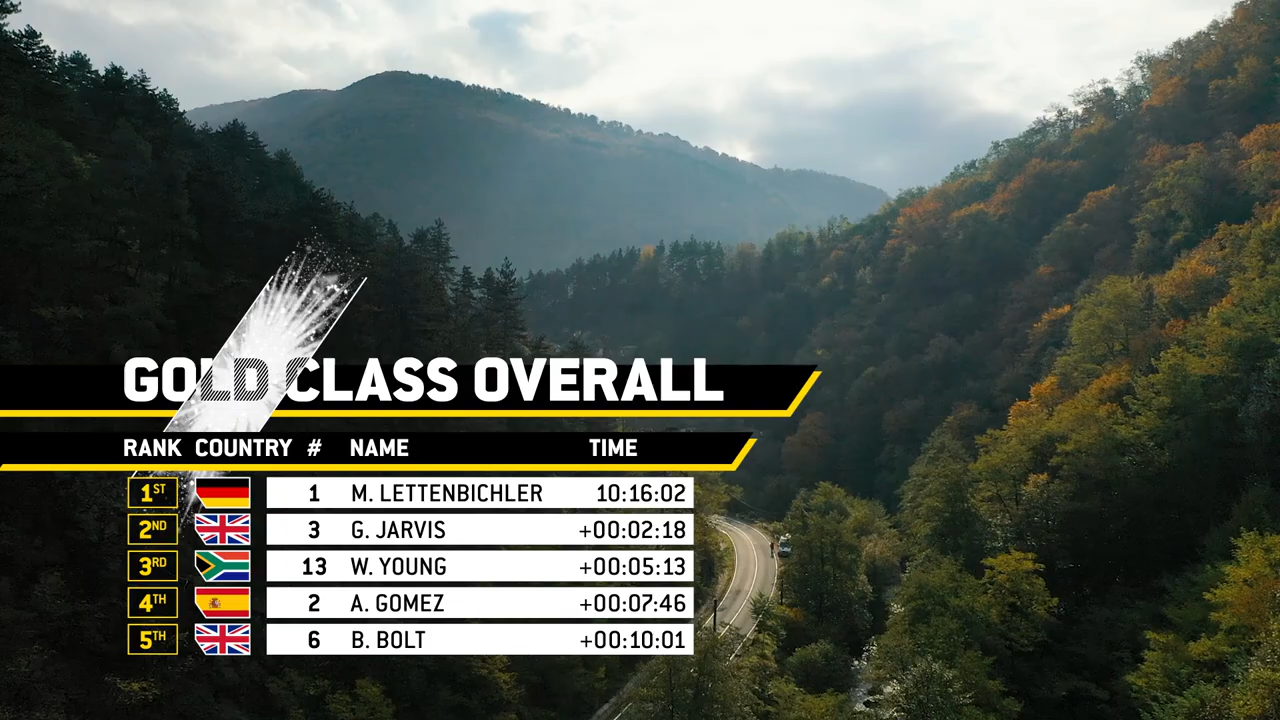 GOLD CLASS OVERALL
RANK COUNTRY # NAME TIME
1ST 1 M. LETTENBICHLER 10:16:02
2ND 3 G. JARVIS +00:02:18
3RD 13 W. YOUNG +00:05:13
4TH 2 A. GOMEZ +00:07:46
5TH 6 B. BOLT +00:10:01